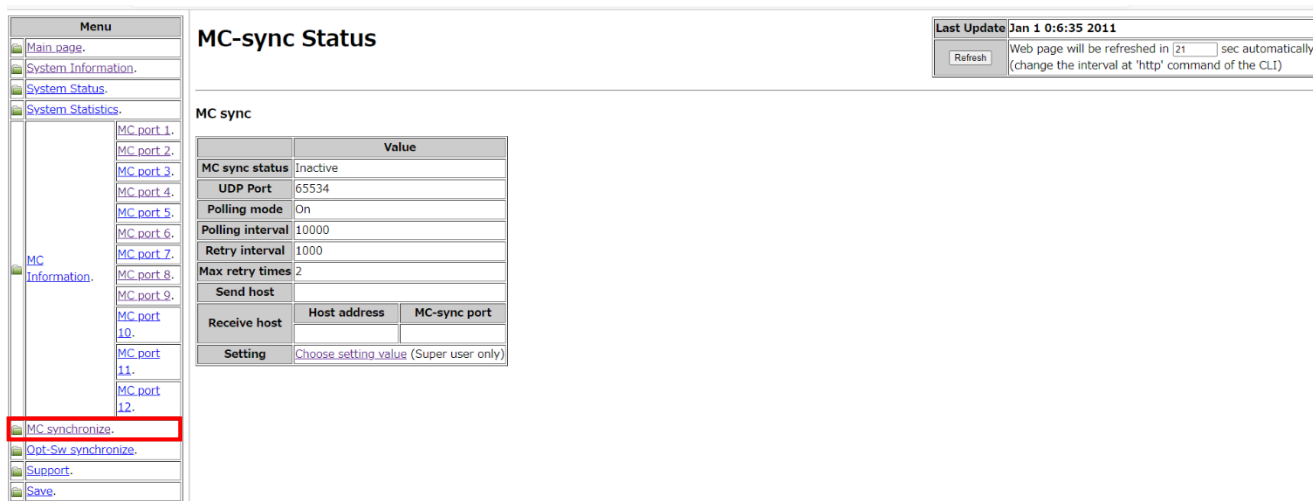 Menu
Main page.
System Information.
System Status.
System Statistics.
MC
Information.
MC port 1.
MC port 2.
MC port 3.
MC port 4.
MC port 5.
MC port 6.
MC port 7.
MC port 8.
MC port 9.
MC port
10.
MC port
11.
MC port
12.
MC synchronize.
Opt-Sw synchronize.
Support.
Save.
MC-sync Status
Last Update Jan 1 0:6:35 2011
Refresh
Web page will be refreshed in 21 sec automatically
(change the interval at 'http' command of the CLI)
MC sync
Value
MC sync status Inactive
UDP Port 65534
Polling mode On
Polling interval 10000
Retry interval 1000
Max retry times 2
Send host
Receive host
Host address MC-sync port
Setting Choose setting value (Super user only)